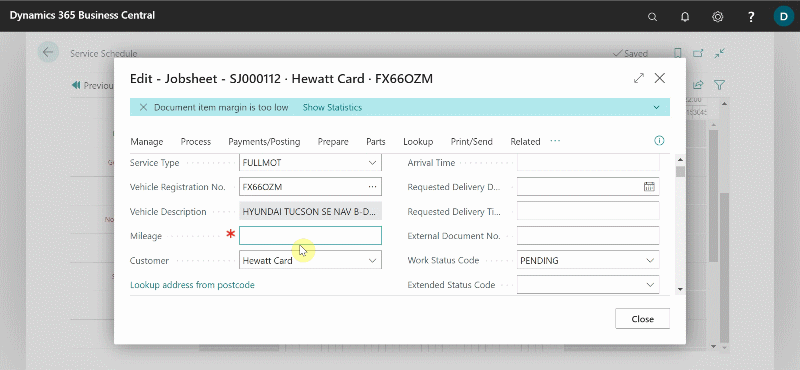 Dynamics 365 Business Central
?
D
Service Schedule
Saved
Previou
Edit - Jobsheet - SJ000112 · Hewatt Card · FX66OZM
Document item margin is too low Show Statistics
Manage Process Payments/Posting Prepare Parts Lookup Print/Send Related ···
Service Type FULLMOT Arrival Time
Vehicle Registration No. FX66OZM ··· Requested Delivery D...
Vehicle Description HYUNDAI TUCSON SE NAV B-D... Requested Delivery Ti...
Mileage * External Document No.
Customer Hewatt Card Work Status Code PENDING
Lookup address from postcode Extended Status Code
Close